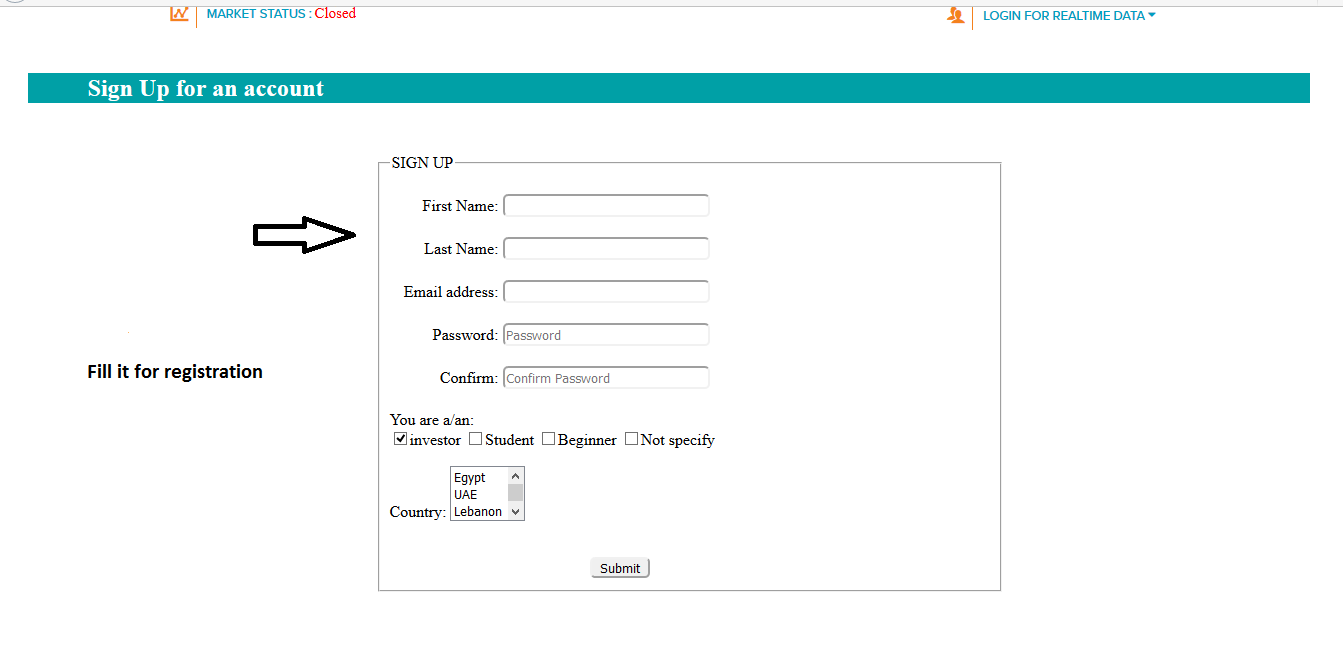 MARKET STATUS : Closed
LOGIN FOR REALTIME DATA
Sign Up for an account
SIGN UP
First Name:
Last Name:
Email address:
Password: Password
Fill it for registration
Confirm: Confirm Password
You are a/an:
investor Student Beginner Not specify
Egypt
UAE
Country: Lebanon
Submit